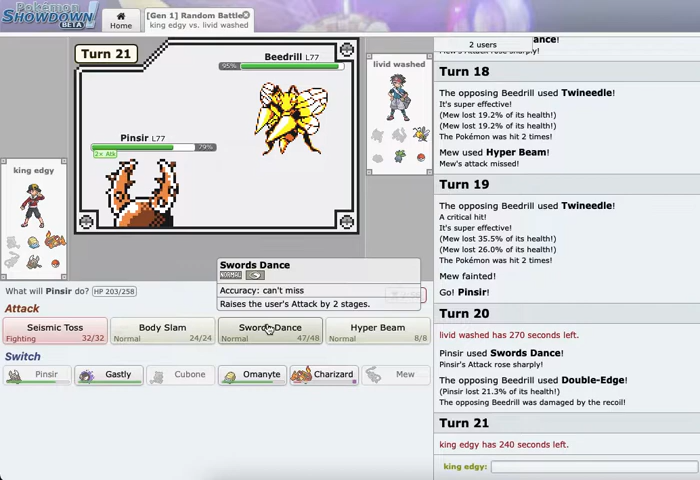 Pokémon
SHOWDOWN!
BETA
Home
[Gen 1] Random Battle
king edgy vs. livid washed
2 users
Turn 21
Beedrill L77
95%
Pinsir L77
79%
2× Atk
livid washed
king edgy
Swords Dance
NORMAL
Accuracy: can't miss
Raises the user's Attack by 2 stages.
What will Pinsir do? HP 203/258
Attack
Seismic Toss
Fighting 32/32
Body Slam
Normal 24/24
Swords Dance
Normal 47/48
Hyper Beam
Normal 8/8
Switch
Pinsir
Gastly
Cubone
Omanyte
Charizard
Mew
ance!
Mew's Attack rose sharply!
Turn 18
The opposing Beedrill used Twineedle!
It's super effective!
(Mew lost 19.2% of its health!)
(Mew lost 19.2% of its health!)
The Pokémon was hit 2 times!
Mew used Hyper Beam!
Mew's attack missed!
Turn 19
The opposing Beedrill used Twineedle!
A critical hit!
It's super effective!
(Mew lost 35.5% of its health!)
(Mew lost 26.0% of its health!)
The Pokémon was hit 2 times!
Mew fainted!
Go! Pinsir!
Turn 20
livid washed has 270 seconds left.
Pinsir used Swords Dance!
Pinsir's Attack rose sharply!
The opposing Beedrill used Double-Edge!
(Pinsir lost 21.3% of its health!)
The opposing Beedrill was damaged by the recoil!
Turn 21
king edgy has 240 seconds left.
king edgy: